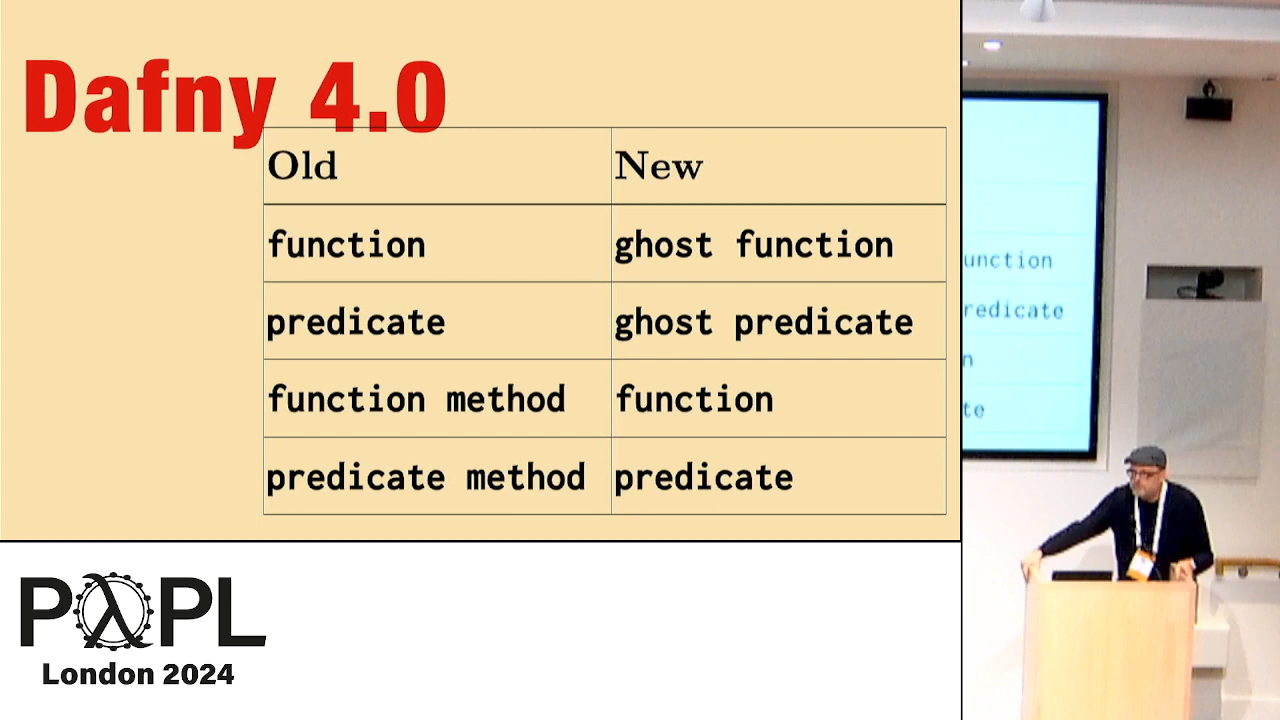 Dafny 4.0
Old New
function ghost function
predicate ghost predicate
function method function
predicate method predicate
unction
redicate
n
te
PλPL
London 2024